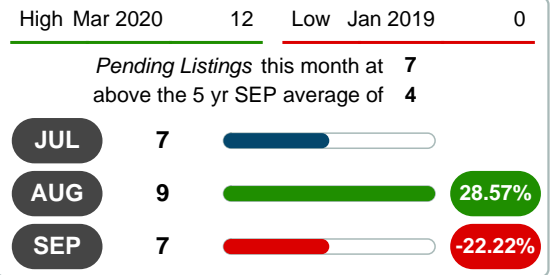 High Mar 2020 12 Low Jan 2019 0
Pending Listings this month at 7
above the 5 yr SEP average of 4
JUL 7
AUG 9 28.57%
SEP 7 -22.22%